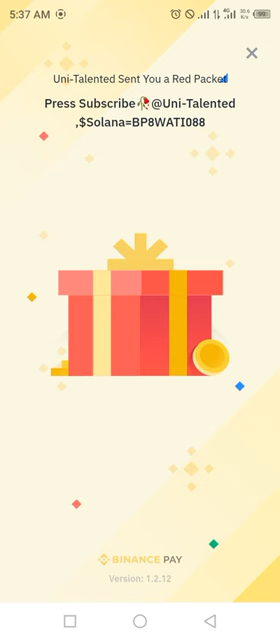 5:37 AM
Uni-Talented Sent You a Red Packet
Press Subscribe🥀@Uni-Talented
,$Solana=BP8WATI088
BINANCE PAY
Version: 1.2.12